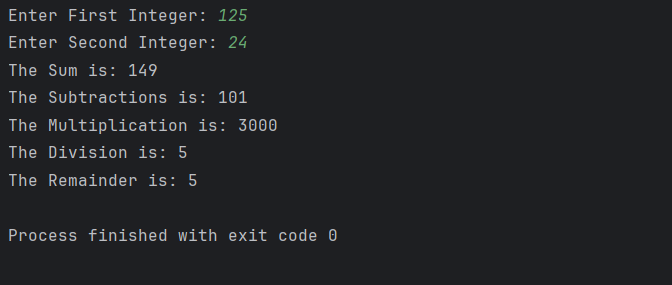 Enter First Integer: 125
Enter Second Integer: 24
The Sum is: 149
The Subtractions is: 101
The Multiplication is: 3000
The Division is: 5
The Remainder is: 5
Process finished with exit code 0